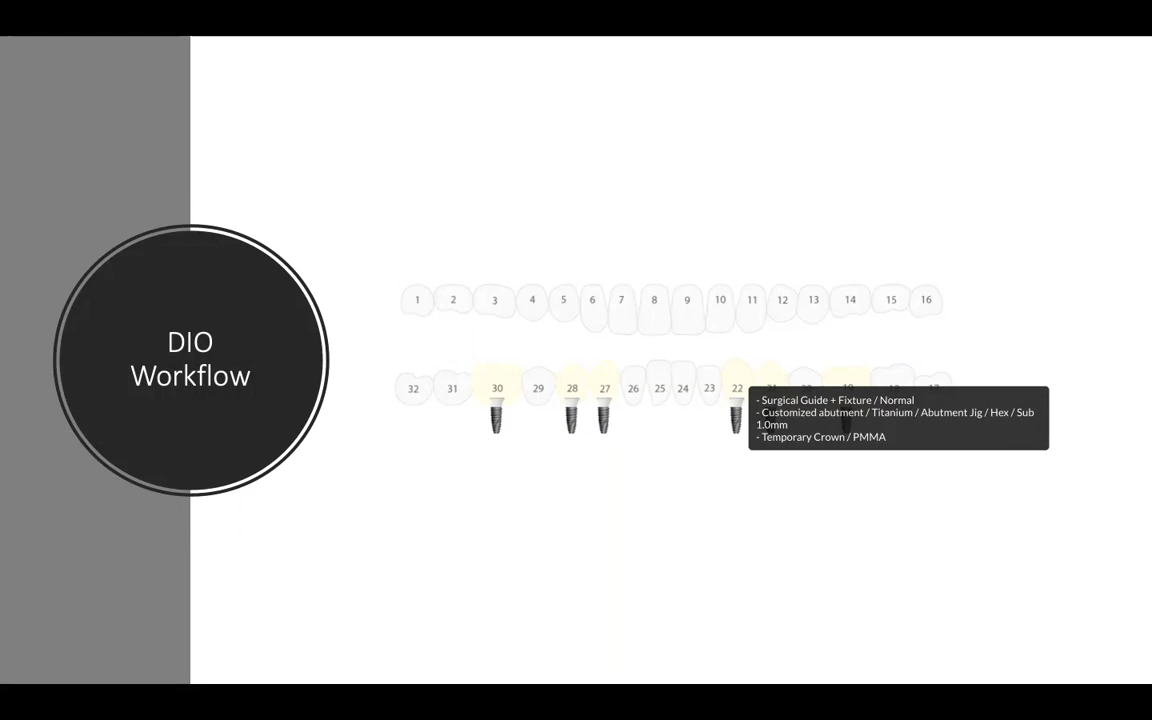 DIO
Workflow
1 2 3 4 5 6 7 8 9 10 11 12 13 14 15 16
32 31 30 29 28 27 26 25 24 23 22
- Surgical Guide + Fixture / Normal
- Customized abutment / Titanium / Abutment Jig / Hex / Sub
1.0mm
- Temporary Crown / PMMA